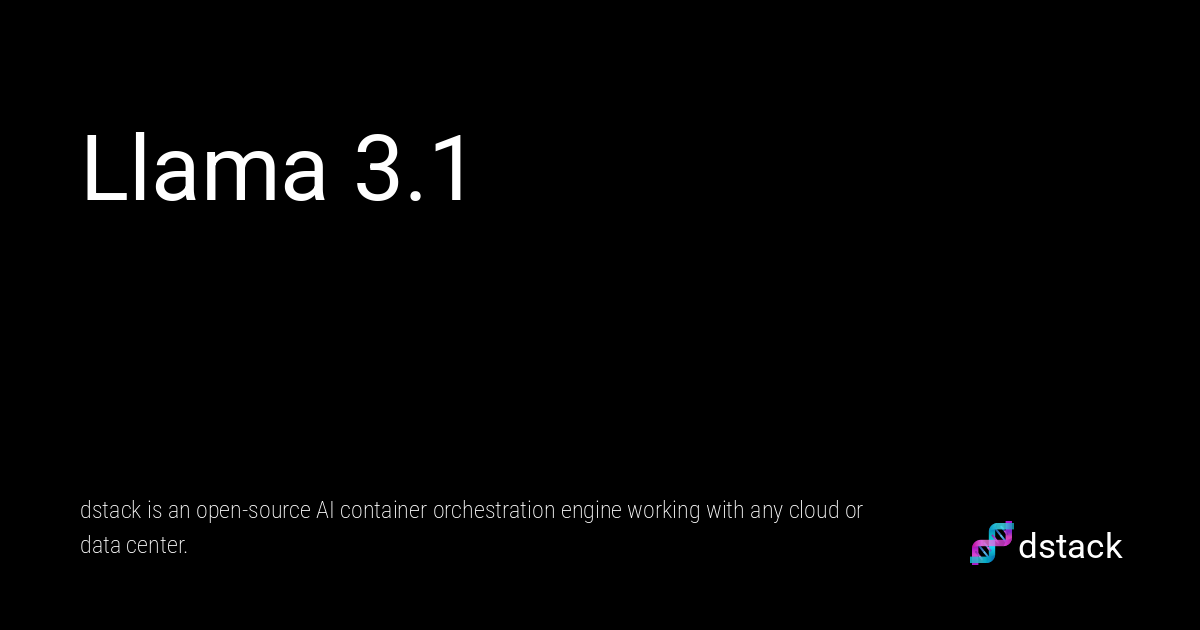 Llama 3.1
dstack is an open-source AI container orchestration engine working with any cloud or
data center.
dstack